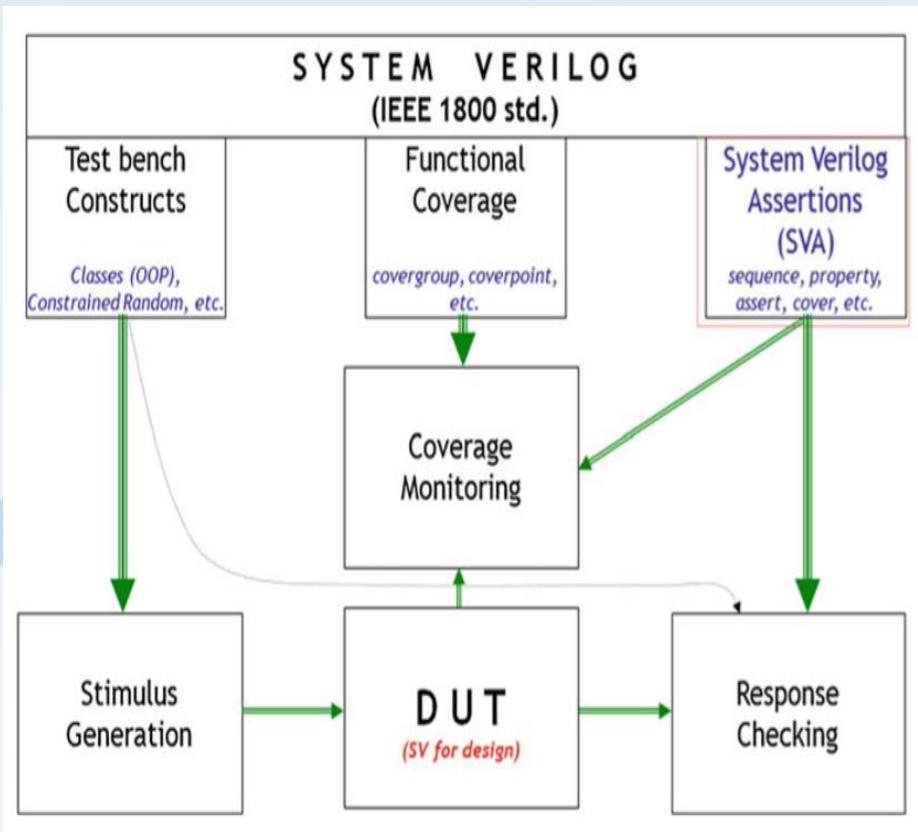 SYSTEM VERILOG
(IEEE 1800 std.)
Test bench
Constructs
Classes (OOP),
Constrained Random, etc.
Functional
Coverage
covergroup, coverpoint,
etc.
System Verilog
Assertions
(SVA)
sequence, property,
assert, cover, etc.
Coverage
Monitoring
Stimulus
Generation
DUT
(SV for design)
Response
Checking